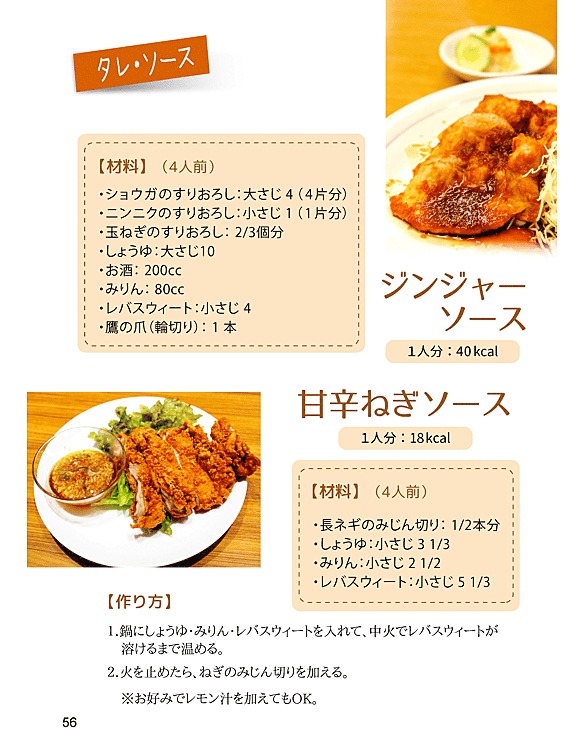 タレ・ソース
【材料】（4人前）
・ショウガのすりおろし：大さじ 4（4片分）
・ニンニクのすりおろし：小さじ 1（1片分）
・玉ねぎのすりおろし： 2/3個分
・しょうゆ：大さじ10
・お酒： 200cc
・みりん： 80cc
・レバスウィート：小さじ 4
・鷹の爪（輪切り）： 1 本
ジンジャー
ソース
1人分：40kcal
甘辛ねぎソース
1人分：18kcal
【材料】（4人前）
・長ネギのみじん切り： 1/2本分
・しょうゆ：小さじ 3 1/3
・みりん：小さじ 2 1/2
・レバスウィート：小さじ 5 1/3
【作り方】
1.鍋にしょうゆ・みりん・レバスウィートを入れて、中火でレバスウィートが
溶けるまで温める。
2.火を止めたら、ねぎのみじん切りを加える。
※お好みでレモン汁を加えてもOK。
56